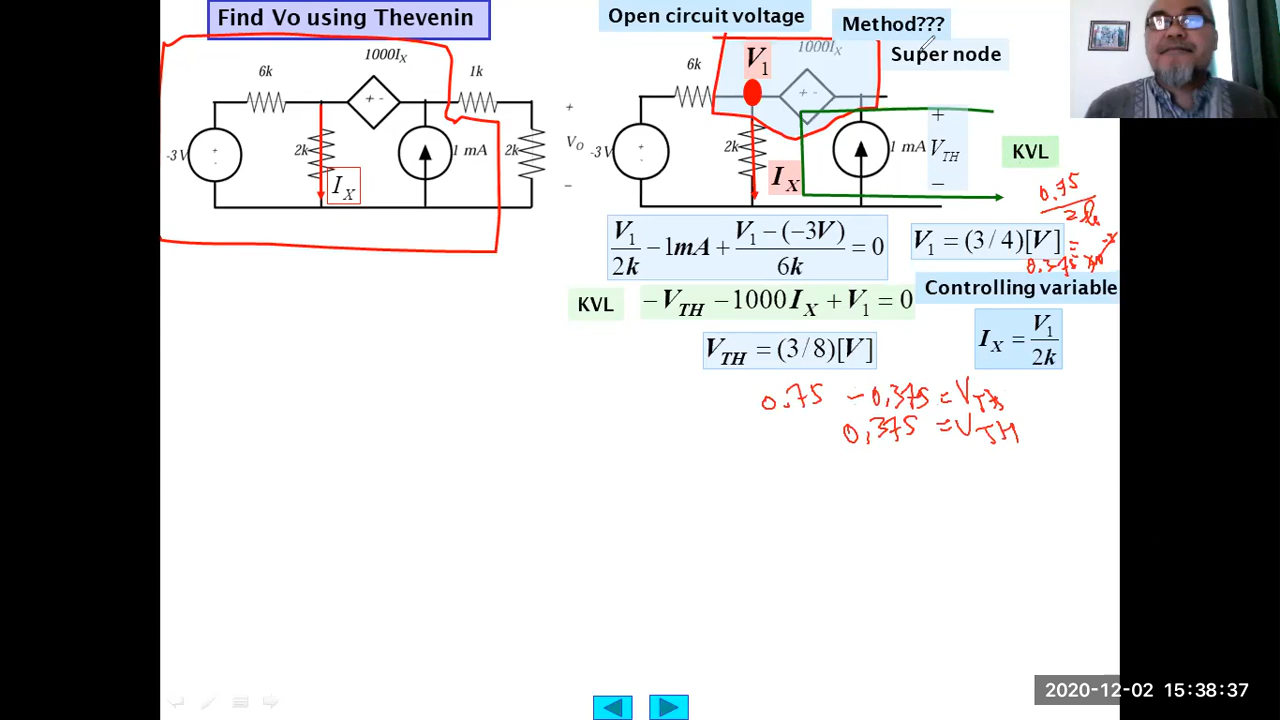 Find Vo using Thevenin
6k
1000I_X
1k
-3V
2k
I_X
1 mA
2k
+
V_O
−
Open circuit voltage
Method???
Super node
1000I_X
6k
V_1
-3V
2k
I_X
1 mA
+
V_TH
−
KVL
0.75
2k
V_1/2k − 1mA + (V_1 − (−3V))/6k = 0
V_1 = (3/4)[V]
=
Controlling variable
KVL
−V_TH − 1000 I_X + V_1 = 0
I_X = V_1/2k
V_TH = (3/8)[V]
0.75 − 0.375 = V_TH
0.375 = V_TH
2020-12-02 15:38:37